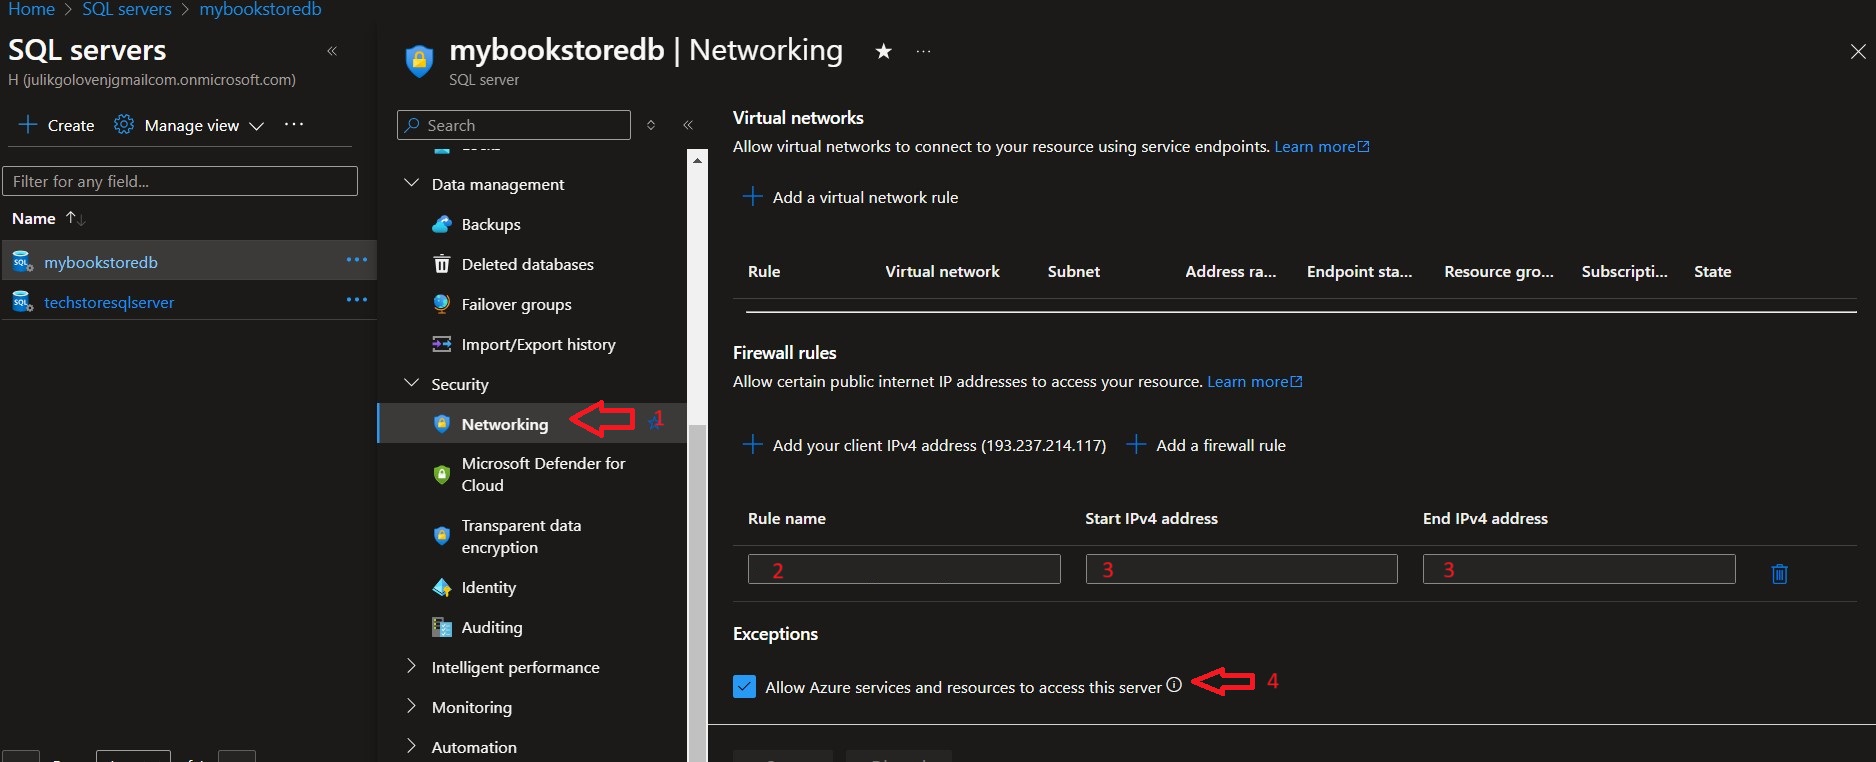 Home > SQL servers > mybookstoredb
SQL servers
H (julikgolovenjgmailcom.onmicrosoft.com)
Create Manage view
Filter for any field...
Name
mybookstoredb
techstoresqlserver
mybookstoredb | Networking
SQL server
Search
Data management
Backups
Deleted databases
Failover groups
Import/Export history
Security
Networking 1
Microsoft Defender for
Cloud
Transparent data
encryption
Identity
Auditing
Intelligent performance
Monitoring
Automation
Virtual networks
Allow virtual networks to connect to your resource using service endpoints. Learn more
Add a virtual network rule
Rule Virtual network Subnet Address ra... Endpoint sta... Resource gro... Subscripti... State
Firewall rules
Allow certain public internet IP addresses to access your resource. Learn more
Add your client IPv4 address (193.237.214.117) Add a firewall rule
Rule name Start IPv4 address End IPv4 address
2 3 3
Exceptions
Allow Azure services and resources to access this server 4